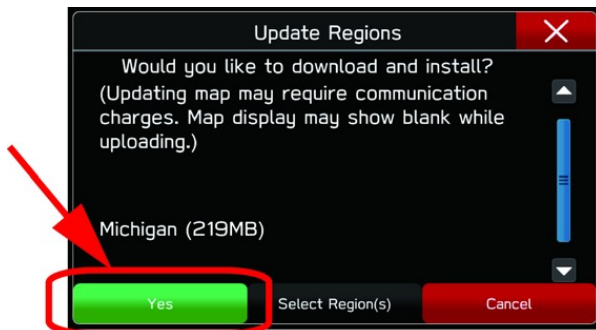 Update Regions
Would you like to download and install?
(Updating map may require communication
charges. Map display may show blank while
uploading.)
Michigan (219MB)
Yes Select Region(s) Cancel